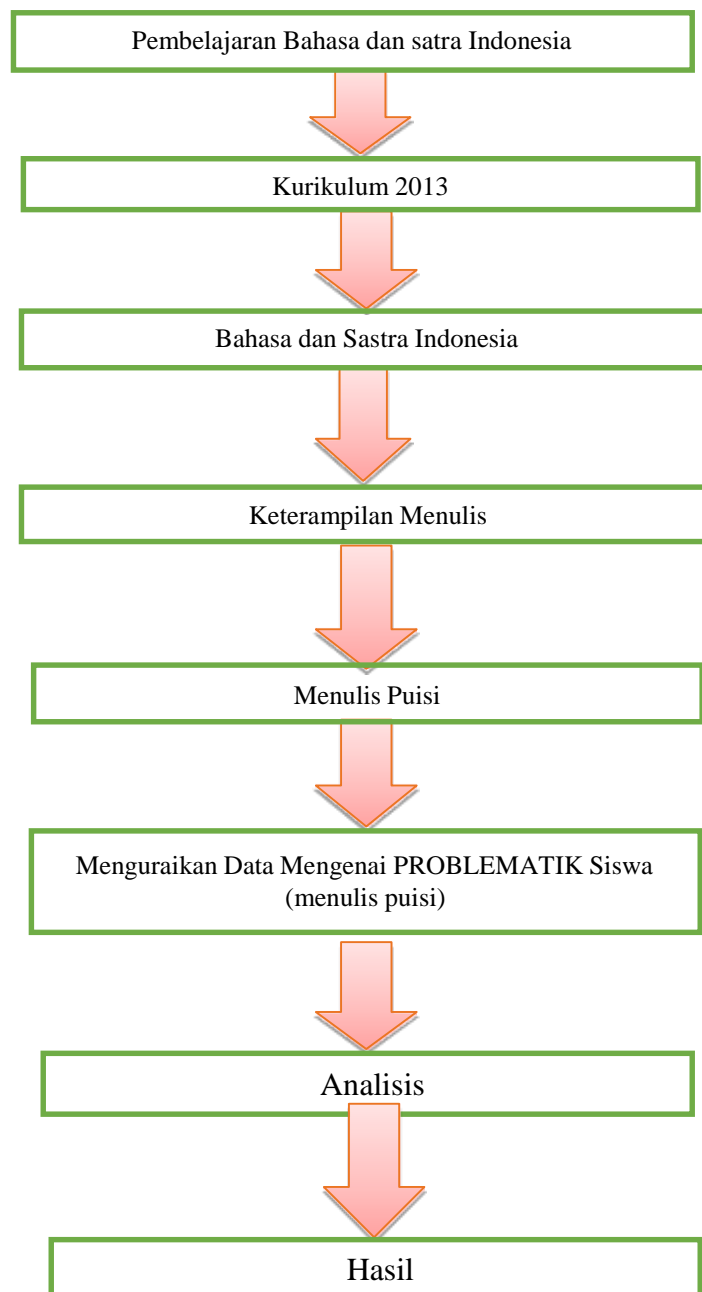 Pembelajaran Bahasa dan satra Indonesia
Kurikulum 2013
Bahasa dan Sastra Indonesia
Keterampilan Menulis
Menulis Puisi
Menguraikan Data Mengenai PROBLEMATIK Siswa
(menulis puisi)
Analisis
Hasil